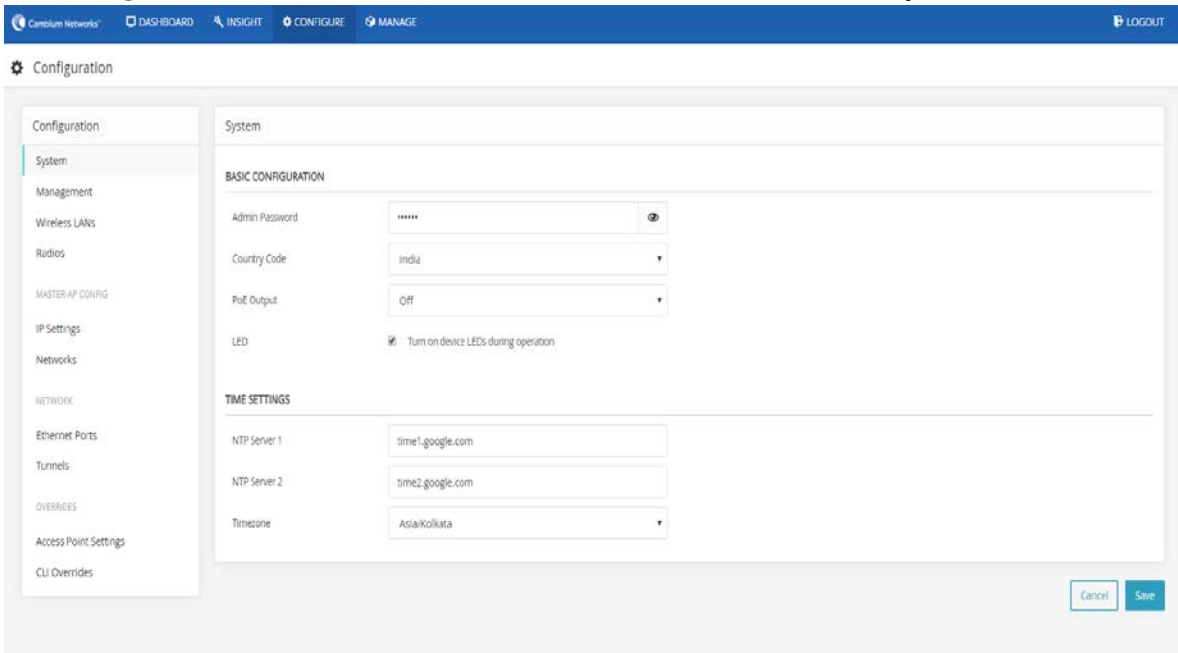 Cambium Networks™ DASHBOARD INSIGHT CONFIGURE MANAGE LOGOUT
Configuration
Configuration
System
Management
Wireless LANs
Radios
MASTER-AP CONFIG
IP Settings
Networks
NETWORK
Ethernet Ports
Tunnels
OVERRIDES
Access Point Settings
CLI Overrides
System
BASIC CONFIGURATION
Admin Password ••••••
Country Code India
PoE Output Off
LED Turn on device LEDs during operation
TIME SETTINGS
NTP Server 1 time1.google.com
NTP Server 2 time2.google.com
Timezone Asia/Kolkata
Cancel Save